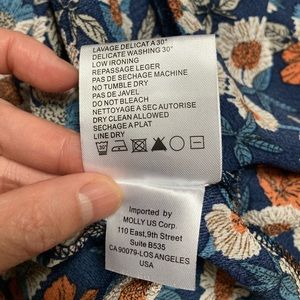 LAVAGE DELICAT A 30°
DELICATE WASHING 30°
LOW IRONING
REPASSAGE LEGER
PAS DE SECHAGE MACHINE
NO TUMBLE DRY
PAS DE JAVEL
DO NOT BLEACH
NETTOYAGE A SEC AUTORISE
DRY CLEAN ALLOWED
SECHAGE A PLAT
LINE DRY
Imported by
MOLLY US Corp.
110 East,9th Street
Suite B535
CA 90079-LOS ANGELES
USA